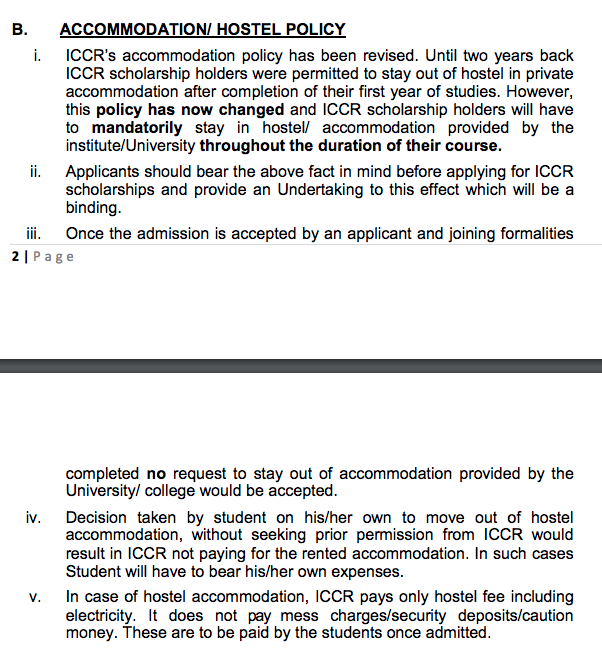 B. ACCOMMODATION/ HOSTEL POLICY
i. ICCR's accommodation policy has been revised. Until two years back
ICCR scholarship holders were permitted to stay out of hostel in private
accommodation after completion of their first year of studies. However,
this policy has now changed and ICCR scholarship holders will have
to mandatorily stay in hostel/ accommodation provided by the
institute/University throughout the duration of their course.
ii. Applicants should bear the above fact in mind before applying for ICCR
scholarships and provide an Undertaking to this effect which will be a
binding.
iii. Once the admission is accepted by an applicant and joining formalities
2 | Page
completed no request to stay out of accommodation provided by the
University/ college would be accepted.
iv. Decision taken by student on his/her own to move out of hostel
accommodation, without seeking prior permission from ICCR would
result in ICCR not paying for the rented accommodation. In such cases
Student will have to bear his/her own expenses.
v. In case of hostel accommodation, ICCR pays only hostel fee including
electricity. It does not pay mess charges/security deposits/caution
money. These are to be paid by the students once admitted.